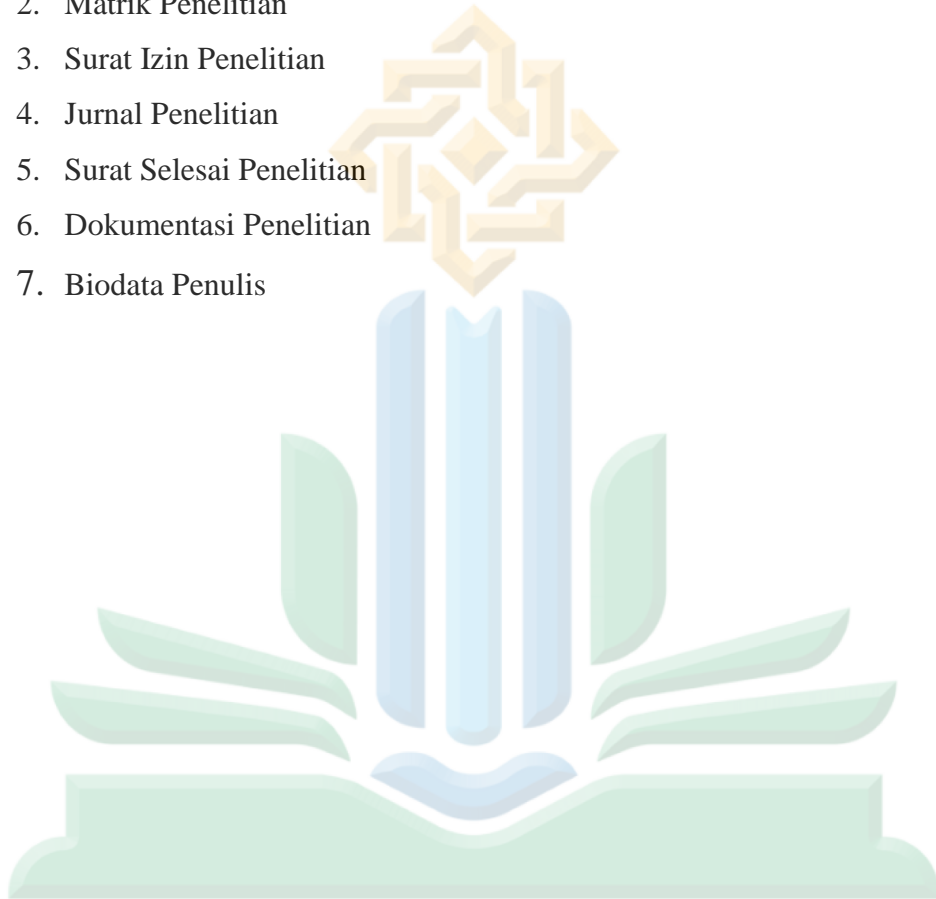 2. Matrik Penelitian
3. Surat Izin Penelitian
4. Jurnal Penelitian
5. Surat Selesai Penelitian
6. Dokumentasi Penelitian
7. Biodata Penulis